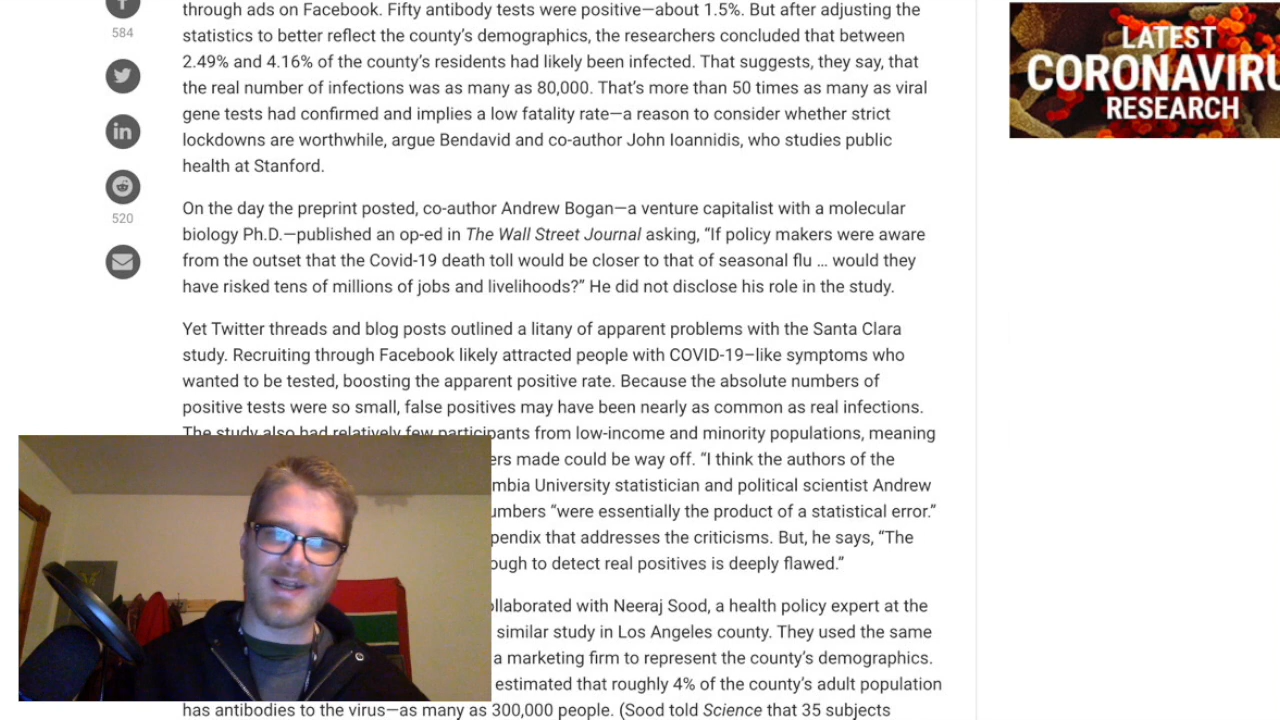 through ads on Facebook. Fifty antibody tests were positive—about 1.5%. But after adjusting the
584
statistics to better reflect the county's demographics, the researchers concluded that between
2.49% and 4.16% of the county's residents had likely been infected. That suggests, they say, that
the real number of infections was as many as 80,000. That's more than 50 times as many as viral
gene tests had confirmed and implies a low fatality rate—a reason to consider whether strict
lockdowns are worthwhile, argue Bendavid and co-author John Ioannidis, who studies public
health at Stanford.
520
On the day the preprint posted, co-author Andrew Bogan—a venture capitalist with a molecular
biology Ph.D.—published an op-ed in The Wall Street Journal asking, “If policy makers were aware
from the outset that the Covid-19 death toll would be closer to that of seasonal flu … would they
have risked tens of millions of jobs and livelihoods?” He did not disclose his role in the study.
Yet Twitter threads and blog posts outlined a litany of apparent problems with the Santa Clara
study. Recruiting through Facebook likely attracted people with COVID-19–like symptoms who
wanted to be tested, boosting the apparent positive rate. Because the absolute numbers of
positive tests were so small, false positives may have been nearly as common as real infections.
The study also had relatively few participants from low-income and minority populations, meaning
ers made could be way off. “I think the authors of the
mbia University statistician and political scientist Andrew
umbers “were essentially the product of a statistical error.”
pendix that addresses the criticisms. But, he says, “The
ough to detect real positives is deeply flawed.”
ollaborated with Neeraj Sood, a health policy expert at the
similar study in Los Angeles county. They used the same
a marketing firm to represent the county's demographics.
estimated that roughly 4% of the county's adult population
has antibodies to the virus—as many as 300,000 people. (Sood told Science that 35 subjects
LATEST
CORONAVIRU
RESEARCH